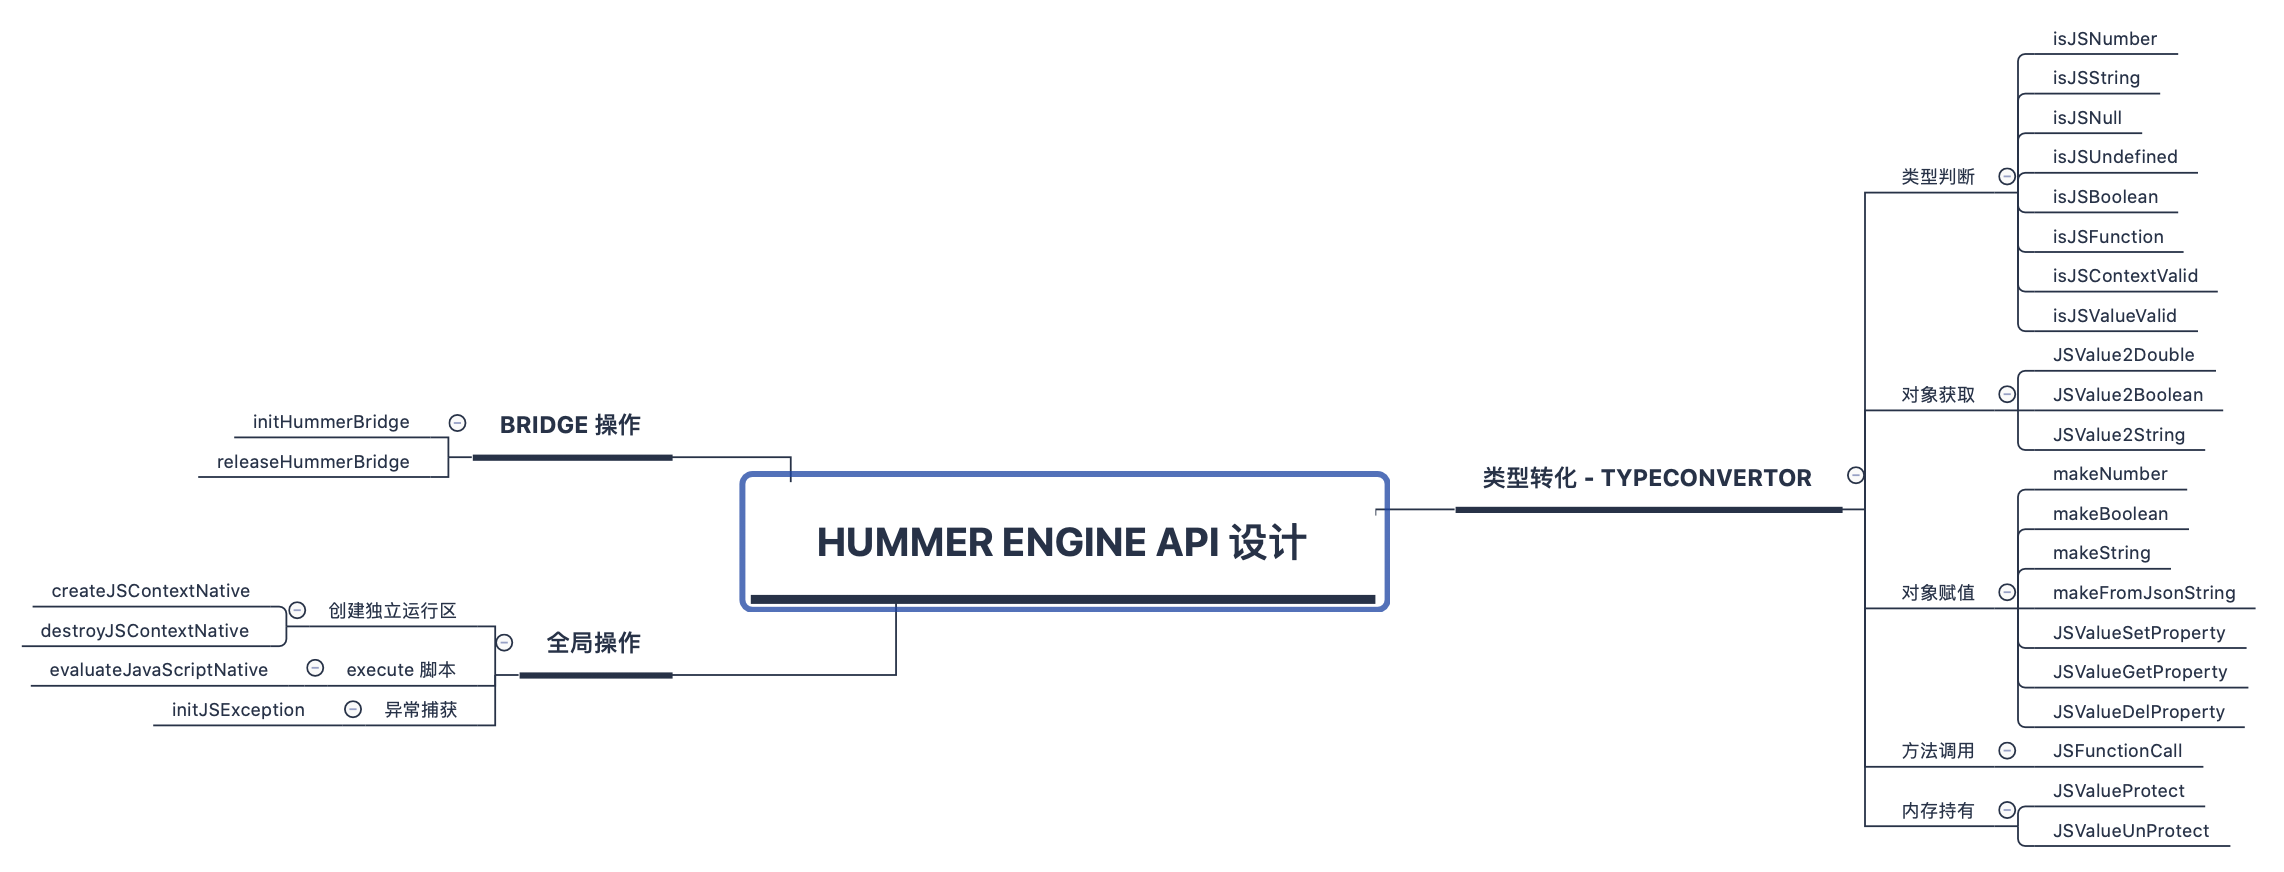 HUMMER ENGINE API 设计
BRIDGE 操作
initHummerBridge
releaseHummerBridge
全局操作
创建独立运行区
createJSContextNative
destroyJSContextNative
execute 脚本
evaluateJavaScriptNative
异常捕获
initJSException
类型转化 - TYPECONVERTOR
类型判断
isJSNumber
isJSString
isJSNull
isJSUndefined
isJSBoolean
isJSFunction
isJSContextValid
isJSValueValid
对象获取
JSValue2Double
JSValue2Boolean
JSValue2String
对象赋值
makeNumber
makeBoolean
makeString
makeFromJsonString
JSValueSetProperty
JSValueGetProperty
JSValueDelProperty
方法调用
JSFunctionCall
内存持有
JSValueProtect
JSValueUnProtect